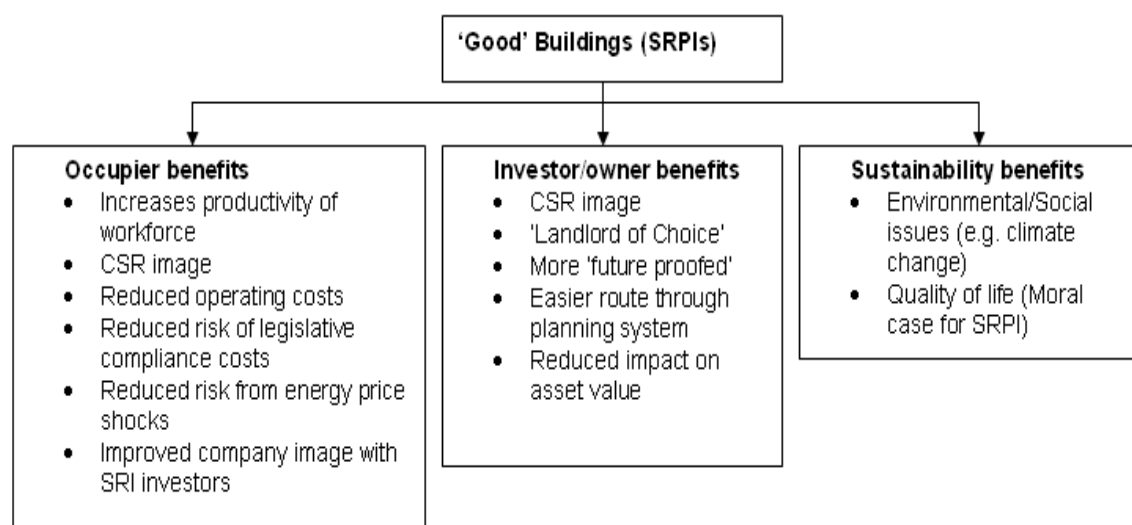 ‘Good’ Buildings (SRPIs)
Occupier benefits
• Increases productivity of
workforce
• CSR image
• Reduced operating costs
• Reduced risk of legislative
compliance costs
• Reduced risk from energy price
shocks
• Improved company image with
SRI investors
Investor/owner benefits
• CSR image
• 'Landlord of Choice'
• More 'future proofed'
• Easier route through
planning system
• Reduced impact on
asset value
Sustainability benefits
• Environmental/Social
issues (e.g. climate
change)
• Quality of life (Moral
case for SRPI)